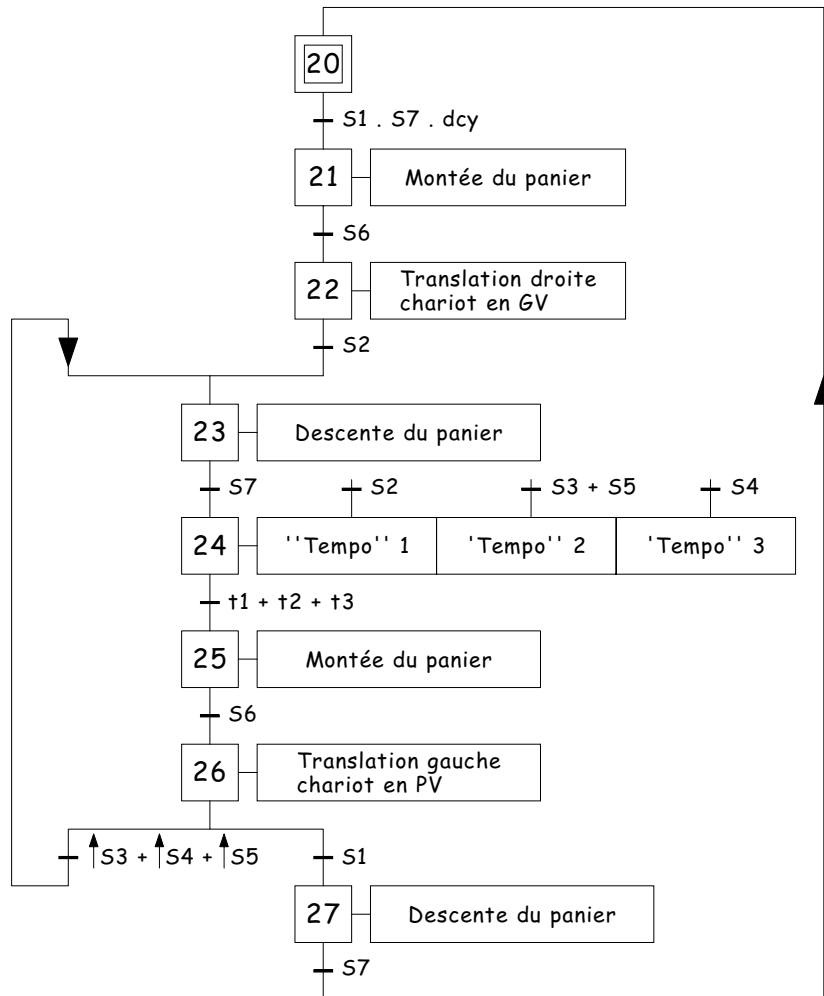 20
S1 . S7 . dcy
21 Montée du panier
S6
22 Translation droite
chariot en GV
S2
23 Descente du panier
S7 S2 S3 + S5 S4
24 ''Tempo'' 1 'Tempo'' 2 'Tempo'' 3
t1 + t2 + t3
25 Montée du panier
S6
26 Translation gauche
chariot en PV
↑S3 + ↑S4 + ↑S5 S1
27 Descente du panier
S7